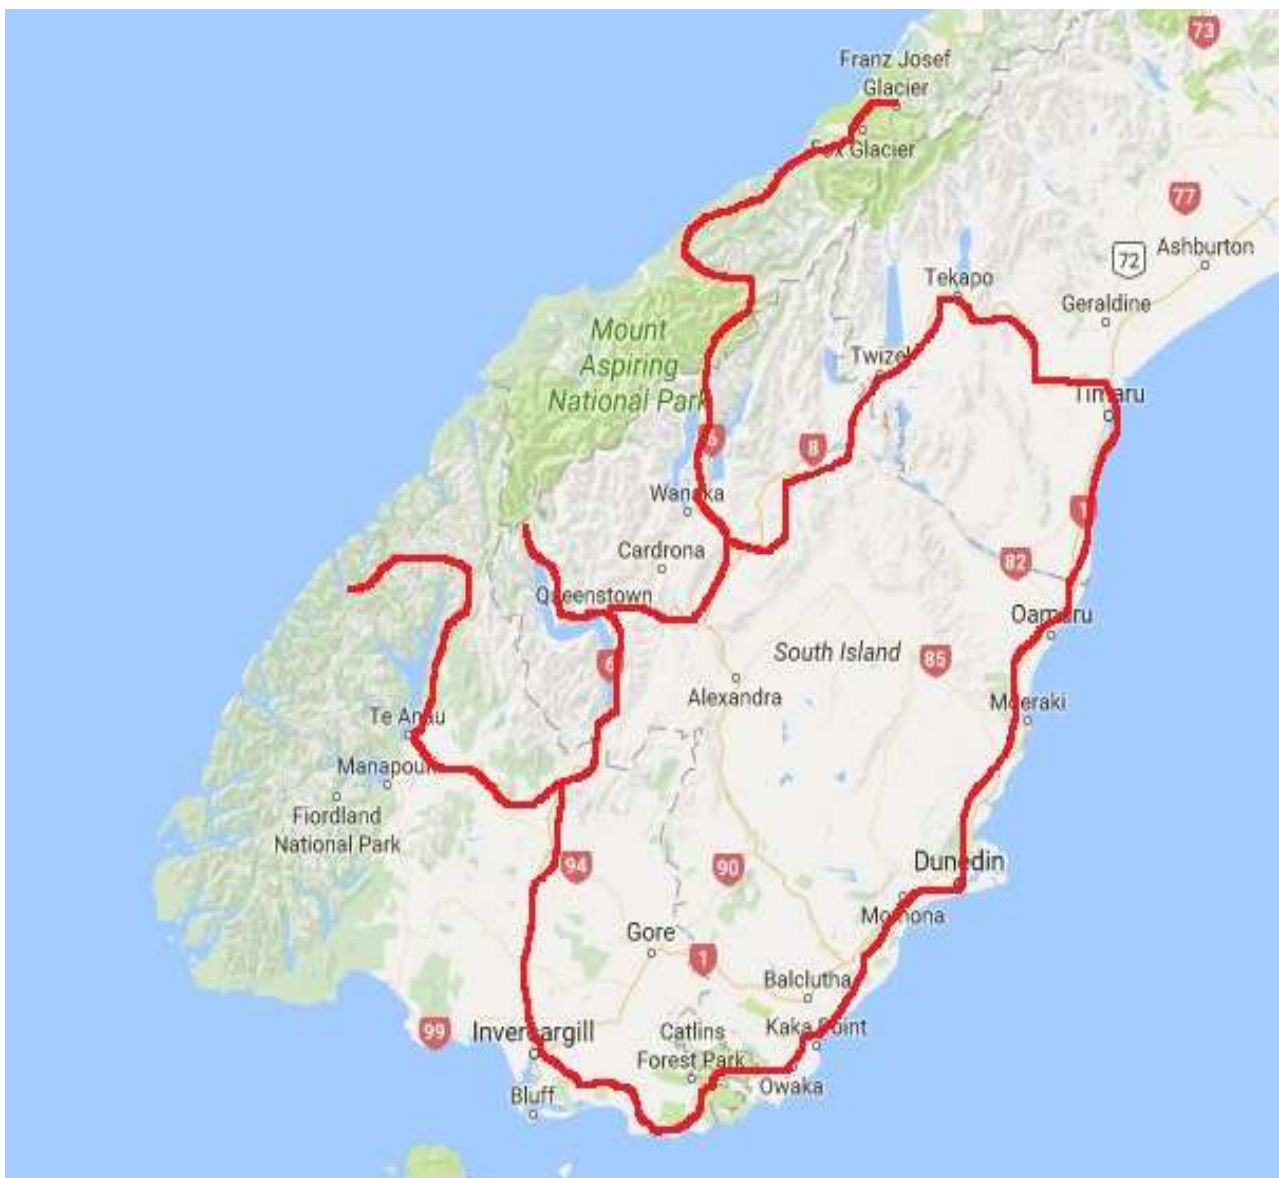 73
Franz Josef
Glacier
Fox Glacier
77
Ashburton
72
Tekapo
Geraldine
Mount
Aspiring
National Park
Twizel
Timaru
6
8
Wanaka
1
Cardrona
82
Queenstown
Oamaru
South Island
85
6
Alexandra
Moeraki
Te Anau
Manapouri
Fiordland
National Park
94
90
Dunedin
Momona
Gore
1
Balclutha
99
Invercargill
Catlins
Forest Park
Kaka Point
Owaka
Bluff